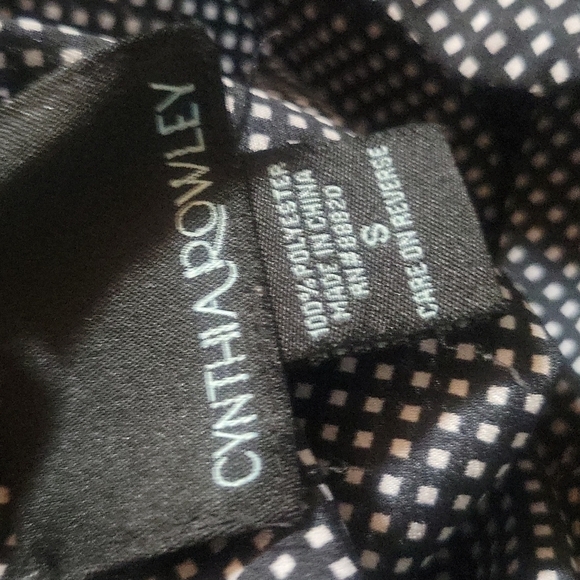 CYNTHIA ROWLEY
100% POLYESTER
MADE IN CHINA
RN# 88820
S
CARE ON REVERSE